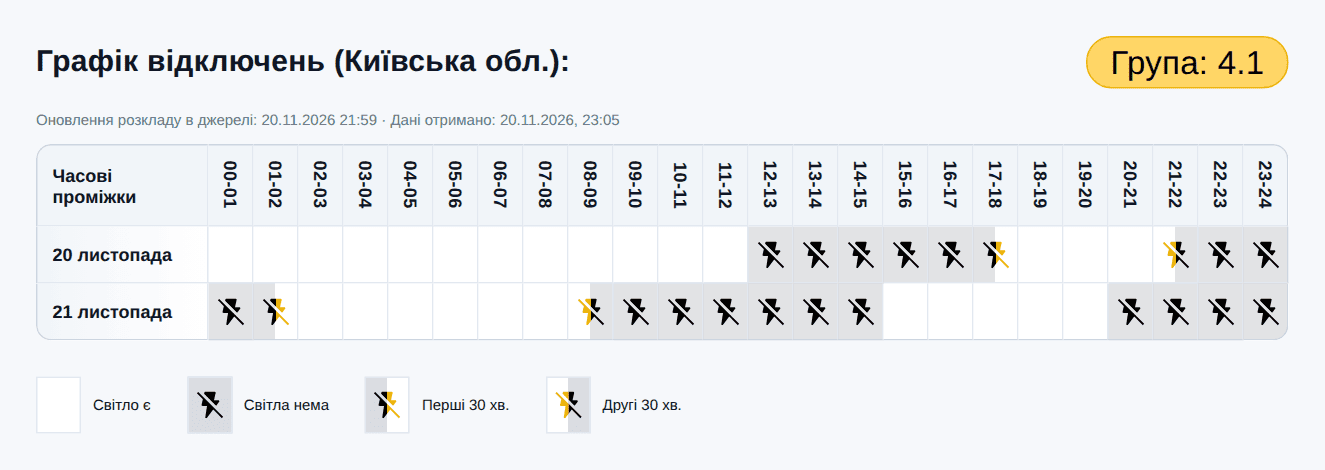 Графік відключень (Київська обл.):
Група: 4.1
Оновлення розкладу в джерелі: 20.11.2026 21:59 · Дані отримано: 20.11.2026, 23:05
Часові
проміжки
00-01
01-02
02-03
03-04
04-05
05-06
06-07
07-08
08-09
09-10
10-11
11-12
12-13
13-14
14-15
15-16
16-17
17-18
18-19
19-20
20-21
21-22
22-23
23-24
20 листопада
21 листопада
Світло є
Світла нема
Перші 30 хв.
Другі 30 хв.